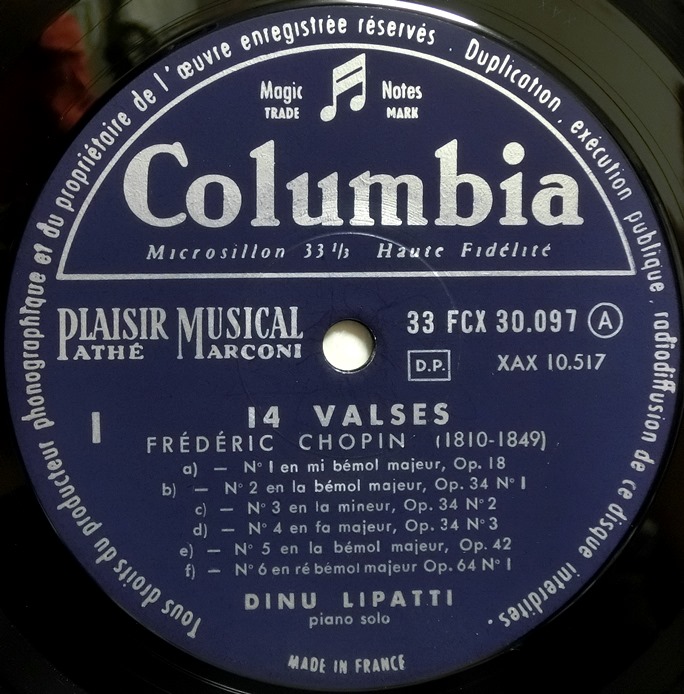 Tous droits du producteur phonographique et du propriétaire de l'œuvre enregistrée réservés . Duplication, exécution publique, radiodiffusion de ce disque interdites.
Magic Notes
TRADE MARK
Columbia
Microsillon 33 1/3 Haute Fidélité
PLAISIR MUSICAL
PATHÉ MARCONI
33 FCX 30.097 A
D.P. XAX 10.517
I
14 VALSES
FRÉDÉRIC CHOPIN (1810-1849)
a) — N° 1 en mi bémol majeur, Op. 18
b) — N° 2 en la bémol majeur, Op. 34 N° 1
c) — N° 3 en la mineur, Op. 34 N° 2
d) — N° 4 en fa majeur, Op. 34 N° 3
e) — N° 5 en la bémol majeur, Op. 42
f) — N° 6 en ré bémol majeur Op. 64 N° 1
DINU LIPATTI
piano solo
MADE IN FRANCE